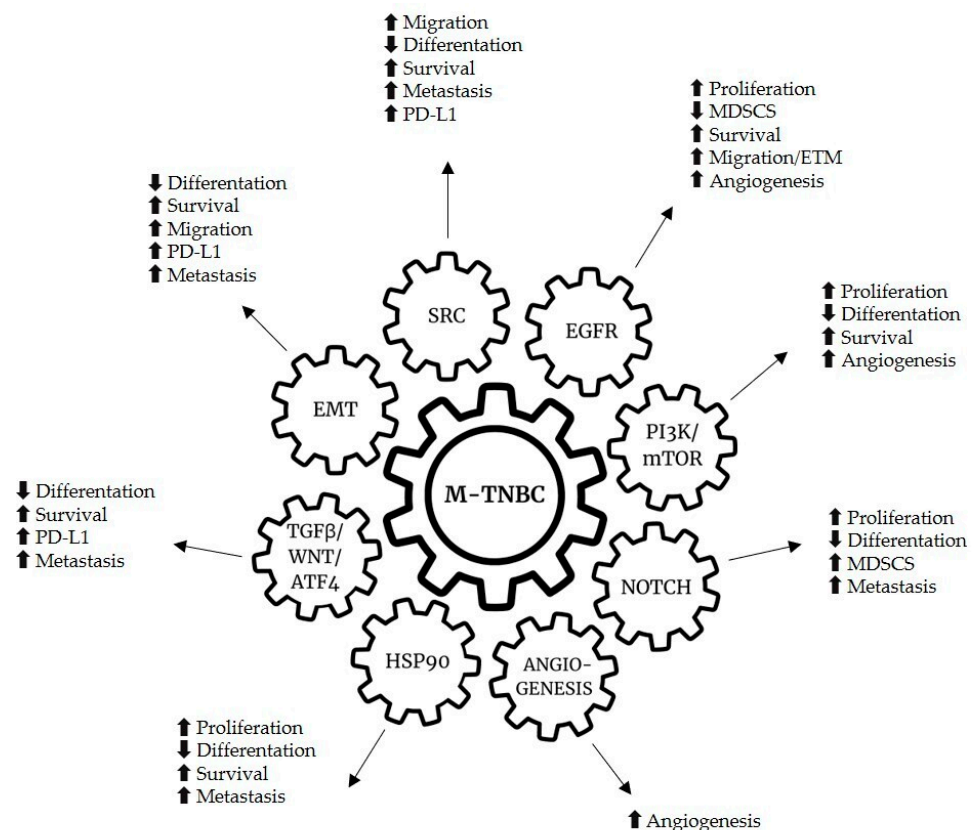 ⬆ Migration
⬇ Differentation
⬆ Survival
⬆ Metastasis
⬆ PD-L1
⬆ Proliferation
⬇ MDSCS
⬆ Survival
⬆ Migration/ETM
⬆ Angiogenesis
⬇ Differentation
⬆ Survival
⬆ Migration
⬆ PD-L1
⬆ Metastasis
⬆ Proliferation
⬇ Differentation
⬆ Survival
⬆ Angiogenesis
SRC
EGFR
EMT
PI3K/
mTOR
M-TNBC
⬇ Differentation
⬆ Survival
⬆ PD-L1
⬆ Metastasis
TGFβ/
WNT/
ATF4
NOTCH
⬆ Proliferation
⬇ Differentation
⬆ MDSCS
⬆ Metastasis
HSP90
ANGIO-
GENESIS
⬆ Proliferation
⬇ Differentation
⬆ Survival
⬆ Metastasis
⬆ Angiogenesis